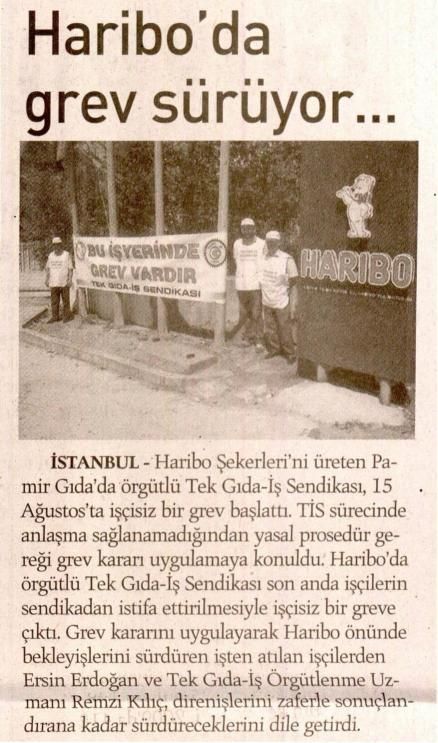 Haribo'da
grev sürüyor...
BU İŞYERİNDE
GREV VARDIR
TEK GIDA-İŞ SENDİKASI
HARIBO
İSTANBUL - Haribo Şekerleri'ni üreten Pa-
mir Gıda'da örgütlü Tek Gıda-İş Sendikası, 15
Ağustos'ta işçisiz bir grev başlattı. TİS sürecinde
anlaşma sağlanamadığından yasal prosedür ge-
reği grev kararı uygulamaya konuldu. Haribo'da
örgütlü Tek Gıda-İş Sendikası son anda işçilerin
sendikadan istifa ettirilmesiyle işçisiz bir greve
çıktı. Grev kararını uygulayarak Haribo önünde
bekleyişlerini sürdüren işten atılan işçilerden
Ersin Erdoğan ve Tek Gıda-İş Örgütlenme Uz-
manı Remzi Kılıç, direnişlerini zaferle sonuçlan-
dırana kadar sürdüreceklerini dile getirdi.